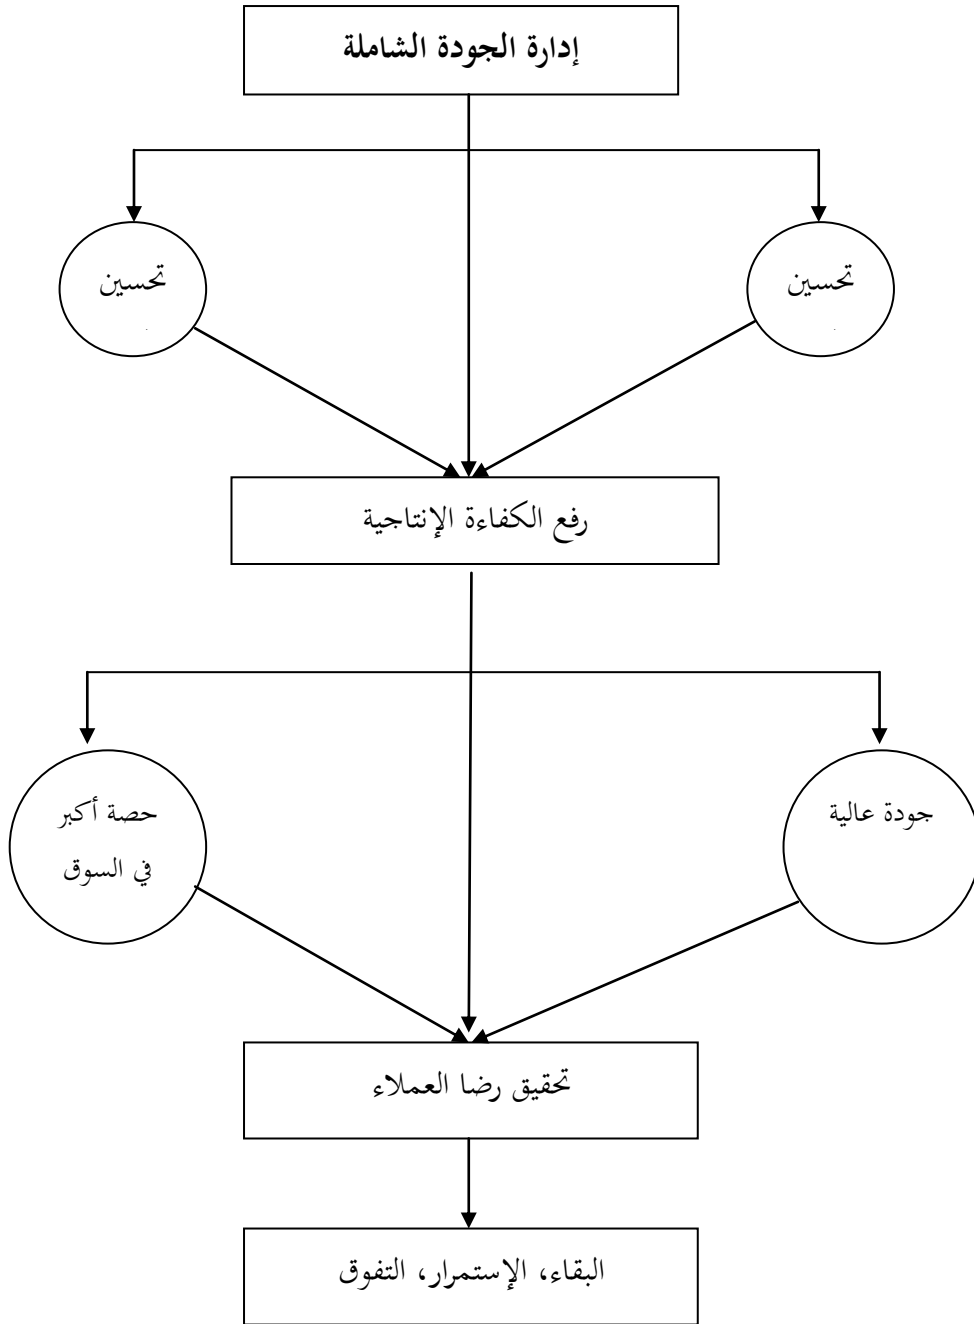 إدارة الجودة الشاملة
تحسين
تحسين
رفع الكفاءة الإنتاجية
جودة عالية
حصة أكبر
في السوق
تحقيق رضا العملاء
البقاء، الإستمرار، التفوق